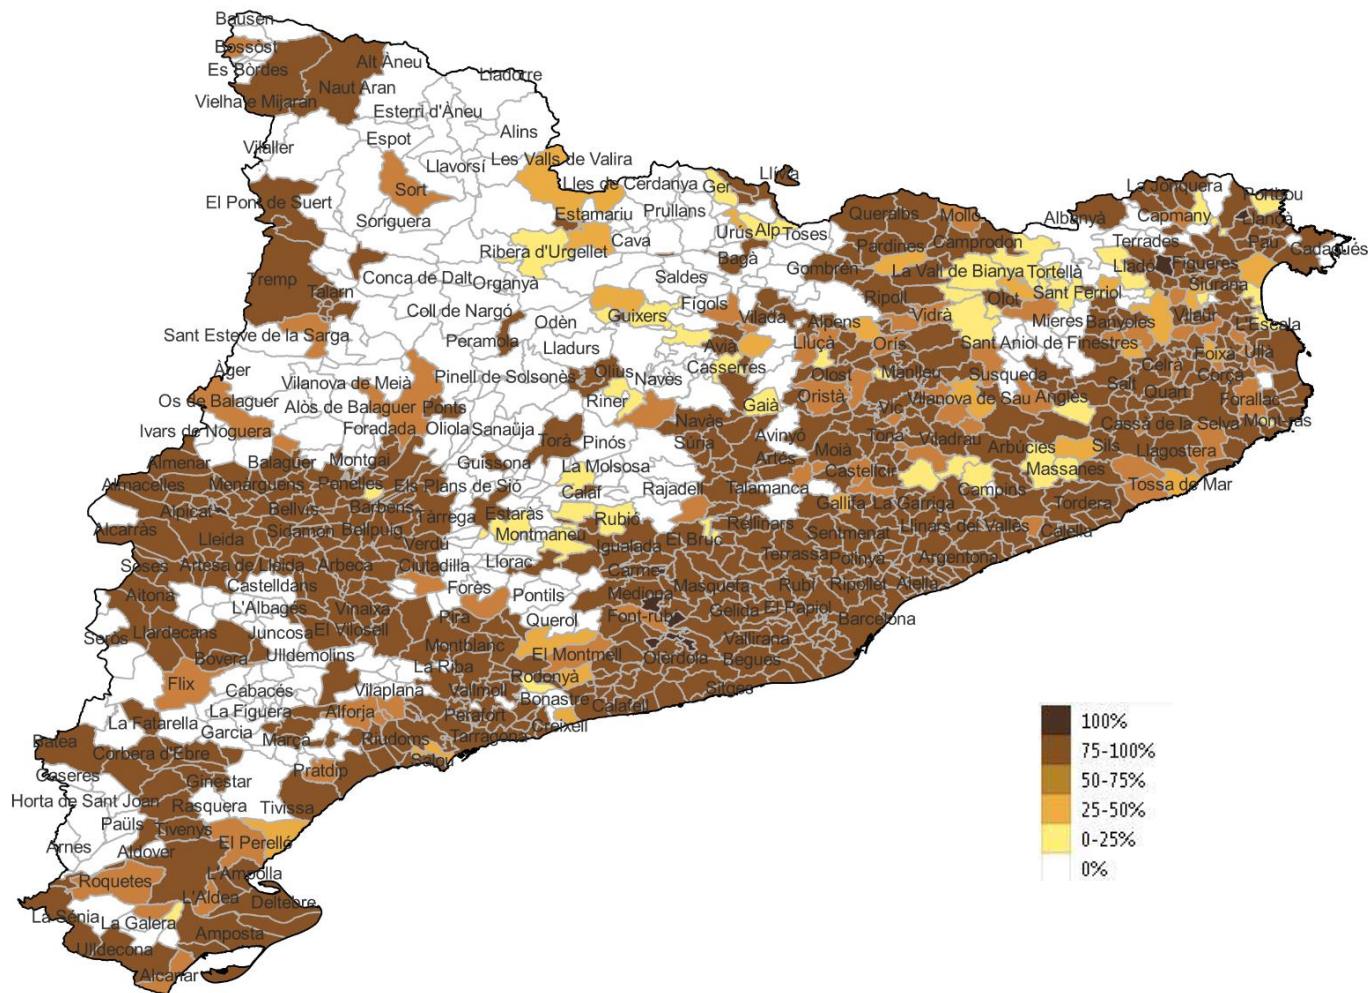 Bausen
Bossòst
Es Bòrdes
Alt Àneu
Lladorre
Naut Aran
Vielha e Mijaran
Esterri d'Àneu
Espot
Alins
Vilaller
Llavorsí
Les Valls de Valira
Llívia
Lles de Cerdanya
Ger
La Jonquera
Portbou
El Pont de Suert
Sort
Soriguera
Estamariu
Prullans
Urús
Alp
Toses
Queralbs
Molló
Albanyà
Capmany
Llançà
Ribera d'Urgellet
Cava
Bagà
Pardines
Camprodon
Terrades
Pau
Cadaqués
Tremp
Talarn
Conca de Dalt
Organyà
Saldes
Gombrèn
La Vall de Bianya
Tortellà
Lladó
Figueres
Siurana
Coll de Nargó
Fígols
Ripoll
Olot
Sant Ferriol
Sant Esteve de la Sarga
Peramola
Odèn
Guixers
Vilada
Alpens
Vidrà
Mieres
Banyoles
Vilaür
L'Escala
Lladurs
Avià
Lluçà
Orís
Sant Aniol de Finestres
Foixà
Ullà
Àger
Vilanova de Meià
Pinell de Solsonès
Olius
Navès
Casserres
Olost
Manlleu
Susqueda
Celrà
Corçà
Os de Balaguer
Alòs de Balaguer
Ponts
Riner
Gaià
Oristà
Vic
Vilanova de Sau
Anglès
Salt
Quart
Forallac
Ivars de Noguera
Foradada
Oliola
Sanaüja
Torà
Pinós
Navàs
Súria
Avinyó
Moià
Tona
Viladrau
Arbúcies
Sils
Cassà de la Selva
Mont-ras
Almenar
Balaguer
Montgai
Guissona
La Molsosa
Artés
Castellcir
Massanes
Llagostera
Almacelles
Menàrguens
Penelles
Els Plans de Sió
Calaf
Rajadell
Talamanca
Gallifa
La Garriga
Campins
Tordera
Tossa de Mar
Alcarràs
Alpicat
Bellvís
Barbens
Tàrrega
Estaràs
Rubió
Rellinars
Sentmenat
Llinars del Vallès
Calella
Lleida
Sidamon
Bellpuig
Verdú
Montmaneu
Igualada
El Bruc
Terrassa
Polinyà
Argentona
Soses
Artesa de Lleida
Arbeca
Ciutadilla
Llorac
Carme
Masquefa
Rubí
Ripollet
Alella
Aitona
Castelldans
Forès
Pontils
Mediona
Gelida
El Papiol
Barcelona
L'Albagés
Vinaixa
Pira
Querol
Font-rubí
Seròs
Llardecans
Juncosa
El Vilosell
Montblanc
Vallirana
Bovera
Ulldemolins
La Riba
El Montmell
Olèrdola
Begues
Flix
Cabacés
Vilaplana
Vallmoll
Rodonyà
Bonastre
Calafell
Sitges
La Fatarella
La Figuera
Alforja
Perafort
Creixell
Garcia
Marçà
Riudoms
Tarragona
Batea
Corbera d'Ebre
Salou
Caseres
Ginestar
Pratdip
Horta de Sant Joan
Rasquera
Tivissa
Paüls
Tivenys
El Perelló
Arnes
Aldover
Roquetes
L'Ampolla
L'Aldea
Deltebre
La Sénia
La Galera
Amposta
Ulldecona
Alcanar
100%
75-100%
50-75%
25-50%
0-25%
0%